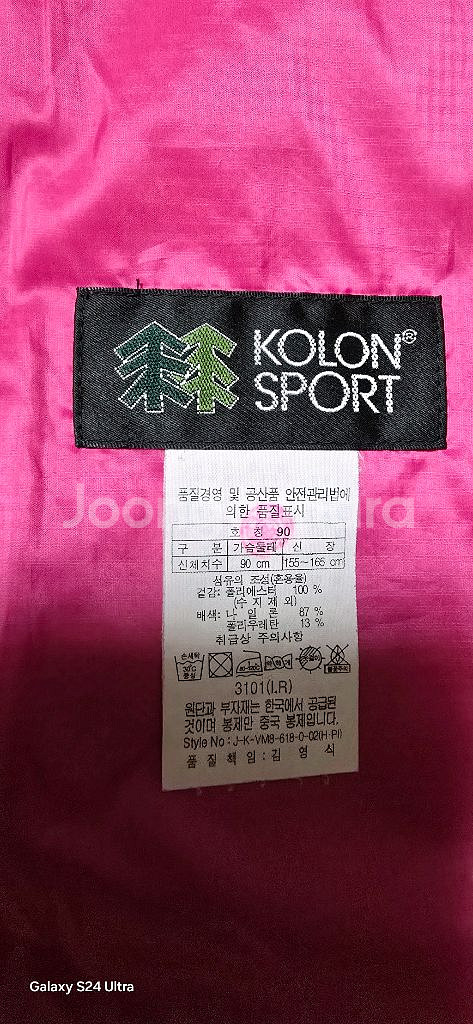 KOLON®
SPORT
품질경영 및 공산품 안전관리법에
의한 품질표시
호 칭 90
구 분 가슴둘레 신 장
신체치수 90 cm 155~165 cm
섬유의 조성(혼용율)
겉감: 폴리에스터 100 %
(수 지 제 외)
배색: 나 일 론 87 %
폴리우레탄 13 %
취급상 주의사항
손세탁
30℃
중성
3101(I.R)
원단과 부자재는 한국에서 공급된
것이며 봉제만 중국 봉제입니다.
Style No : J-K-VM8-618-0-02(H·PI)
품 질 책 임 : 김 영 식
Galaxy S24 Ultra